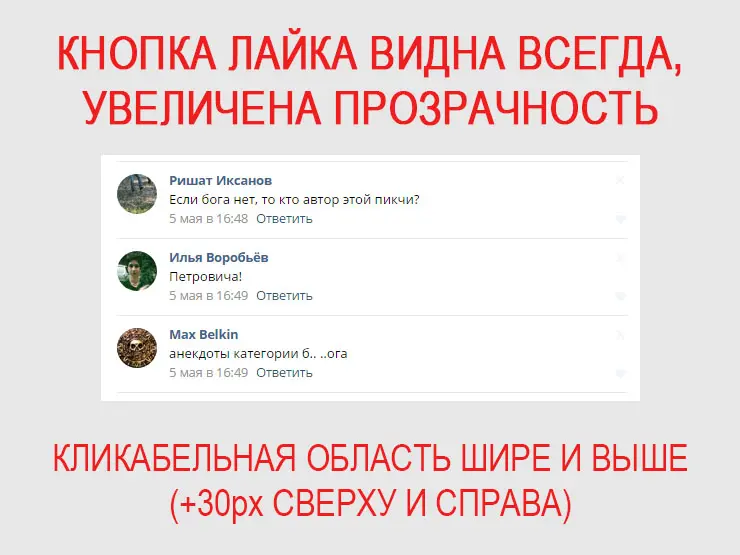 КНОПКА ЛАЙКА ВИДНА ВСЕГДА,
УВЕЛИЧЕНА ПРОЗРАЧНОСТЬ
Ришат Иксанов
Если бога нет, то кто автор этой пикчи?
5 мая в 16:48 Ответить
Илья Воробьёв
Петровича!
5 мая в 16:49 Ответить
Max Belkin
анекдоты категории б.. ..ога
5 мая в 16:49 Ответить
КЛИКАБЕЛЬНАЯ ОБЛАСТЬ ШИРЕ И ВЫШЕ
(+30px СВЕРХУ И СПРАВА)